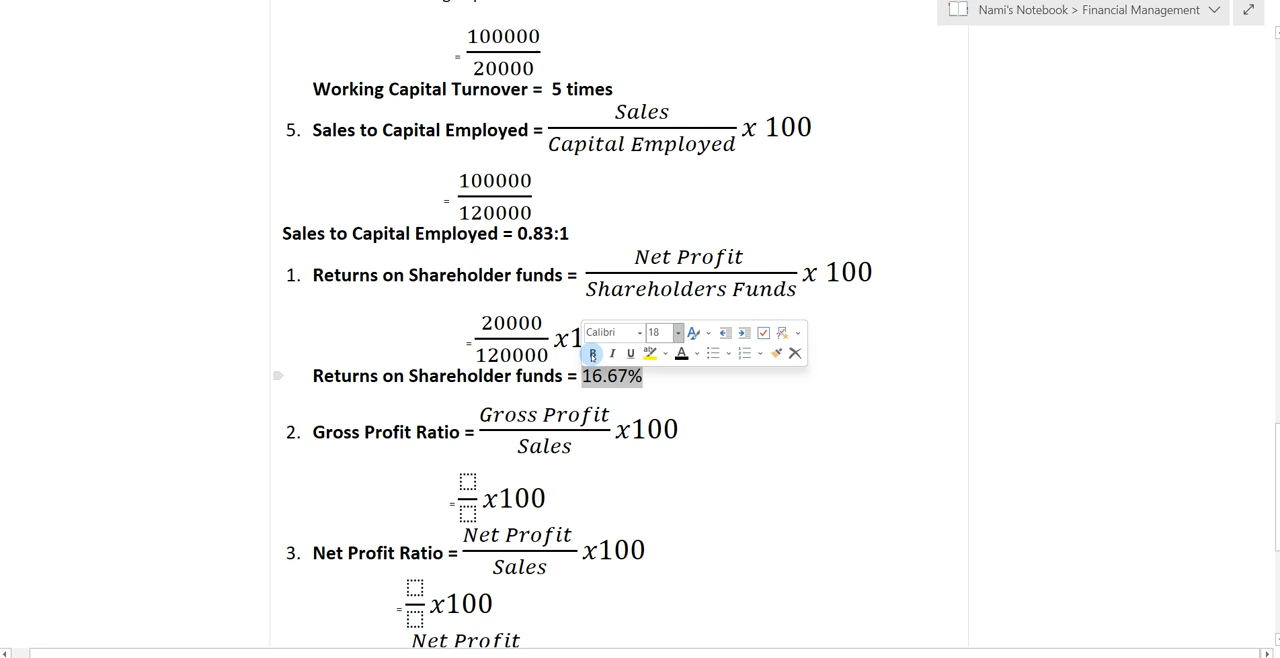 Nami's Notebook > Financial Management
= 100000
20000
Working Capital Turnover = 5 times
5. Sales to Capital Employed = Sales
Capital Employed x 100
= 100000
120000
Sales to Capital Employed = 0.83:1
1. Returns on Shareholder funds = Net Profit
Shareholders Funds x 100
= 20000
120000 x1
Calibri 18
B I U ab A
Returns on Shareholder funds = 16.67%
2. Gross Profit Ratio = Gross Profit
Sales x100
= x100
3. Net Profit Ratio = Net Profit
Sales x100
= x100
Net Profit